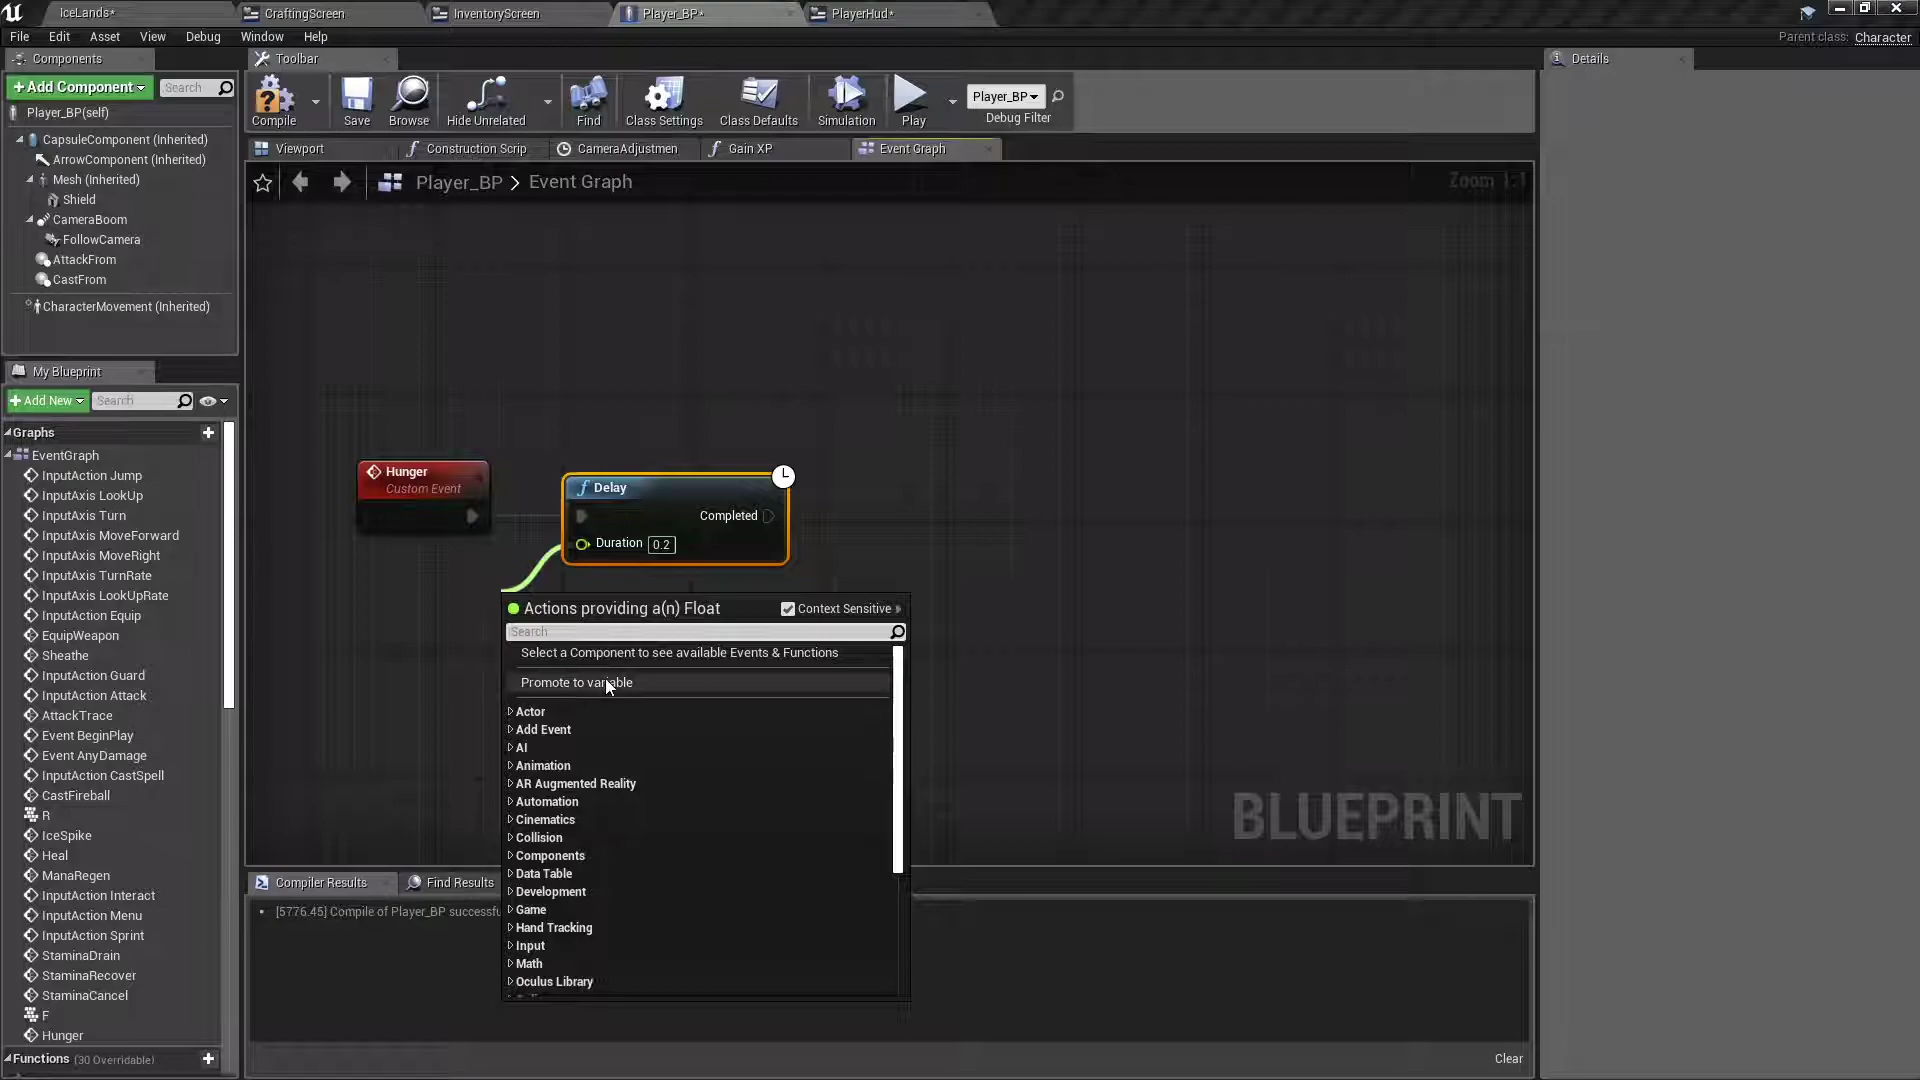 IceLands*
CraftingScreen
InventoryScreen
Player_BP*
PlayerHud*
File Edit Asset View Debug Window Help
Parent class: Character
Components
+Add Component
Search
Player_BP(self)
CapsuleComponent (Inherited)
ArrowComponent (Inherited)
Mesh (Inherited)
Shield
CameraBoom
FollowCamera
AttackFrom
CastFrom
CharacterMovement (Inherited)
Toolbar
Compile
Save
Browse
Hide Unrelated
Find
Class Settings
Class Defaults
Simulation
Play
Player_BP
Debug Filter
Details
Viewport
Construction Scrip
CameraAdjustmen
Gain XP
Event Graph
Player_BP > Event Graph
Zoom 1:1
My Blueprint
+Add New
Search
Graphs
EventGraph
InputAction Jump
InputAxis LookUp
InputAxis Turn
InputAxis MoveForward
InputAxis MoveRight
InputAxis TurnRate
InputAxis LookUpRate
InputAction Equip
EquipWeapon
Sheathe
InputAction Guard
InputAction Attack
AttackTrace
Event BeginPlay
Event AnyDamage
InputAction CastSpell
CastFireball
R
IceSpike
Heal
ManaRegen
InputAction Interact
InputAction Menu
InputAction Sprint
StaminaDrain
StaminaRecover
StaminaCancel
F
Hunger
Functions (30 Overridable)
Hunger
Custom Event
Delay
Completed
Duration 0.2
Actions providing a(n) Float
Context Sensitive
Search
Select a Component to see available Events & Functions
Promote to variable
Actor
Add Event
AI
Animation
AR Augmented Reality
Automation
Cinematics
Collision
Components
Data Table
Development
Game
Hand Tracking
Input
Math
Oculus Library
BLUEPRINT
Compiler Results
Find Results
[5776.45] Compile of Player_BP successfu
Clear